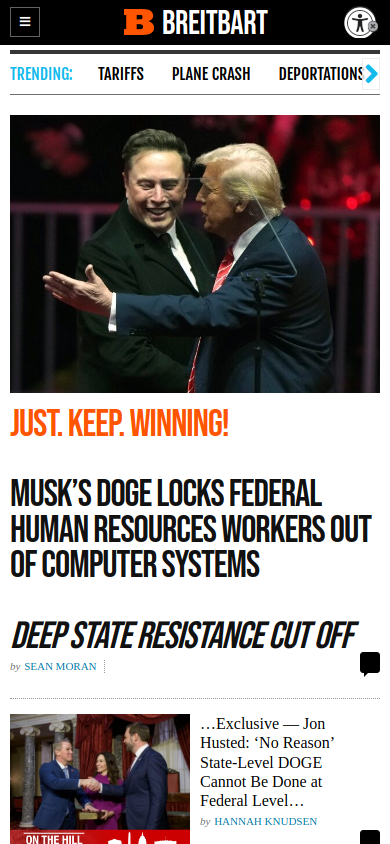 BREITBART
TRENDING:
TARIFFS
PLANE CRASH
DEPORTATIONS
JUST. KEEP. WINNING!
MUSK’S DOGE LOCKS FEDERAL
HUMAN RESOURCES WORKERS OUT
OF COMPUTER SYSTEMS
DEEP STATE RESISTANCE CUT OFF
by SEAN MORAN
…Exclusive — Jon
Husted: ‘No Reason’
State-Level DOGE
Cannot Be Done at
Federal Level…
by HANNAH KNUDSEN
ON THE HILL